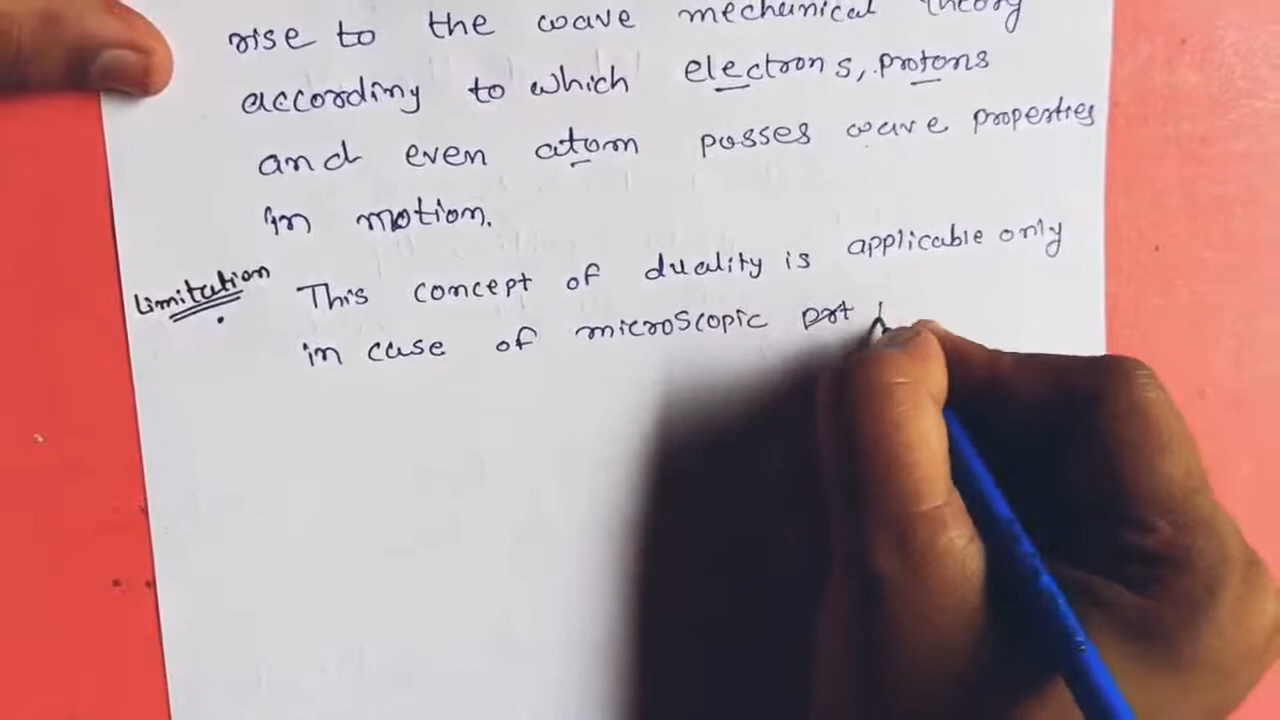 rise to the wave mechanical theory
according to which electrons, protons
and even atom posses wave properties
in motion.
Limitation This concept of duality is applicable only
in case of microscopic part